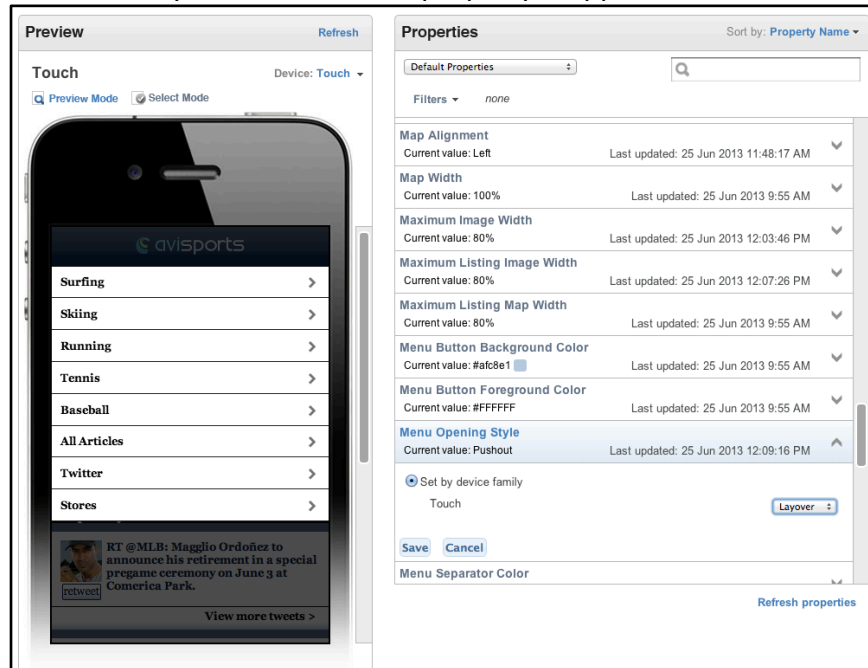 Preview
Refresh
Touch
Device: Touch
Preview Mode
Select Mode
avisports
Surfing
Skiing
Running
Tennis
Baseball
All Articles
Twitter
Stores
RT @MLB: Magglio Ordoñez to
announce his retirement in a special
pregame ceremony on June 3 at
Comerica Park.
retweet
View more tweets >
Properties
Sort by: Property Name
Default Properties
Filters
none
Map Alignment
Current value: Left
Last updated: 25 Jun 2013 11:48:17 AM
Map Width
Current value: 100%
Last updated: 25 Jun 2013 9:55 AM
Maximum Image Width
Current value: 80%
Last updated: 25 Jun 2013 12:03:46 PM
Maximum Listing Image Width
Current value: 80%
Last updated: 25 Jun 2013 12:07:26 PM
Maximum Listing Map Width
Current value: 80%
Last updated: 25 Jun 2013 9:55 AM
Menu Button Background Color
Current value: #afc8e1
Last updated: 25 Jun 2013 9:55 AM
Menu Button Foreground Color
Current value: #FFFFFF
Last updated: 25 Jun 2013 9:55 AM
Menu Opening Style
Current value: Pushout
Last updated: 25 Jun 2013 12:09:16 PM
Set by device family
Touch
Layover
Save
Cancel
Menu Separator Color
Refresh properties